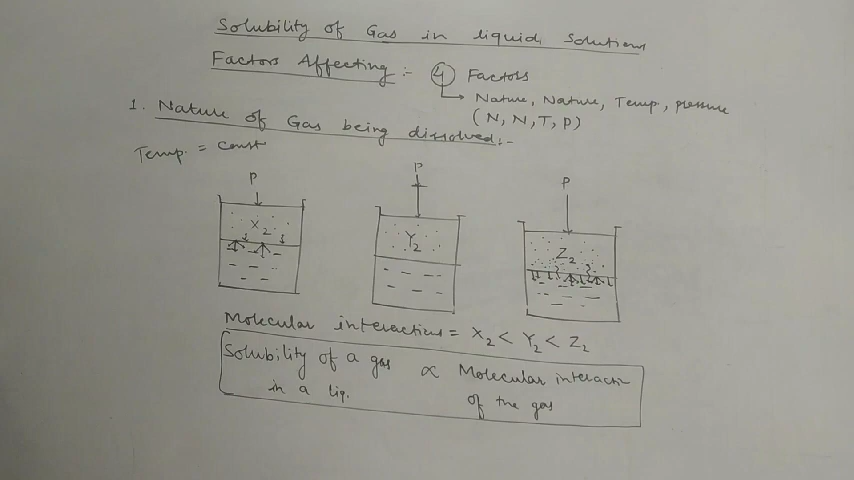 Solubility of Gas in liquid Solutions
Factors Affecting :- 4 Factors
Nature, Nature, Temp, pressure
(N, N, T, P)
1. Nature of Gas being dissolved:-
Temp. = const
P P P
X2 Y2 Z2
Molecular interactions = X2 < Y2 < Z2
Solubility of a gas ∝ Molecular interactin
in a liq. of the gas